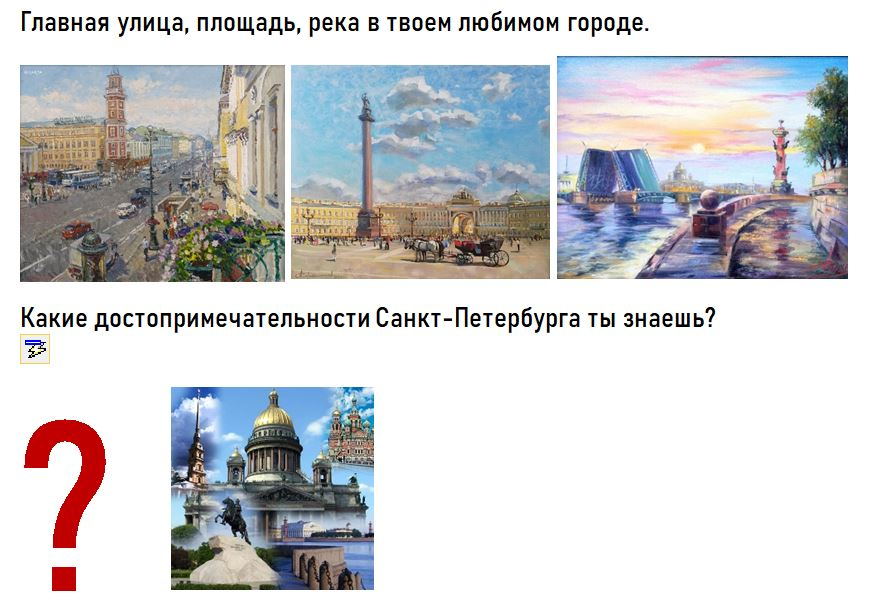 Главная улица, площадь, река в твоем любимом городе.
Какие достопримечательности Санкт-Петербурга ты знаешь?
?